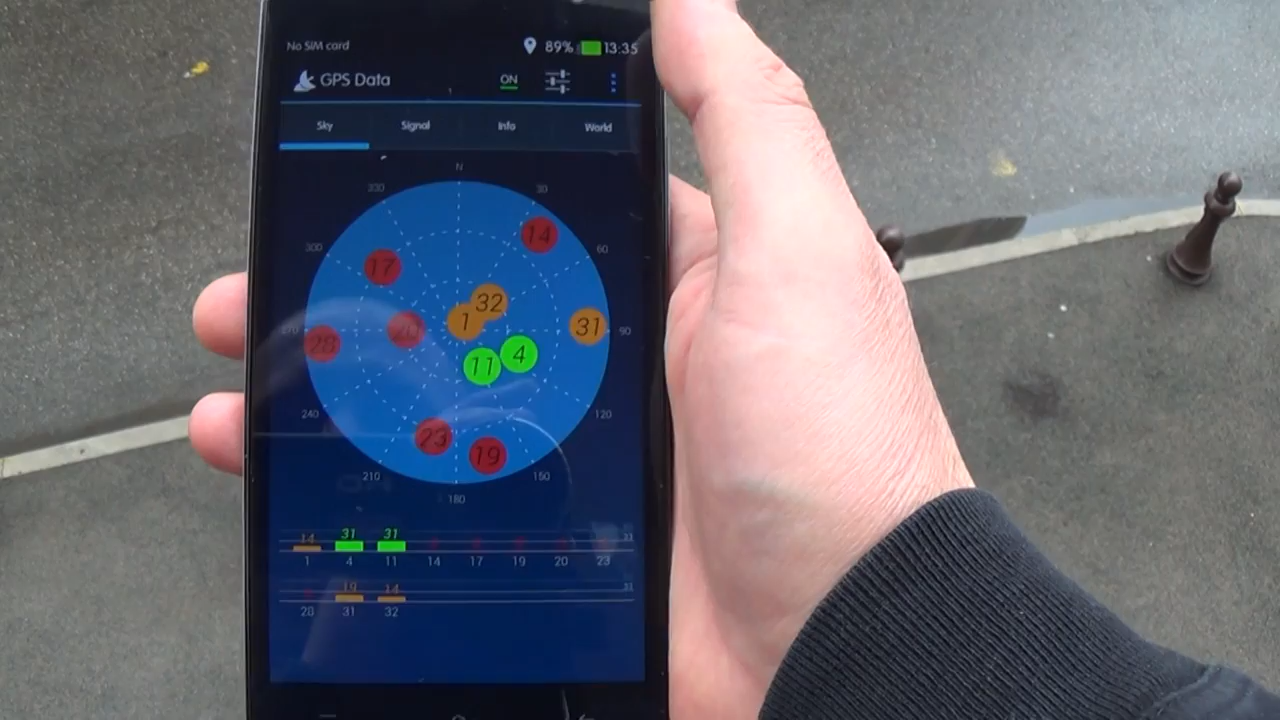 No SIM card 89% 13:35
GPS Data ON
Sky Signal Info World
N
330 30
14
300 60
17
32
1 31
270 20 90
28
4
11
240 120
23
19
210 150
180
14 31 31 31
1 4 11 14 17 19 20 23
19 14 31
28 31 32